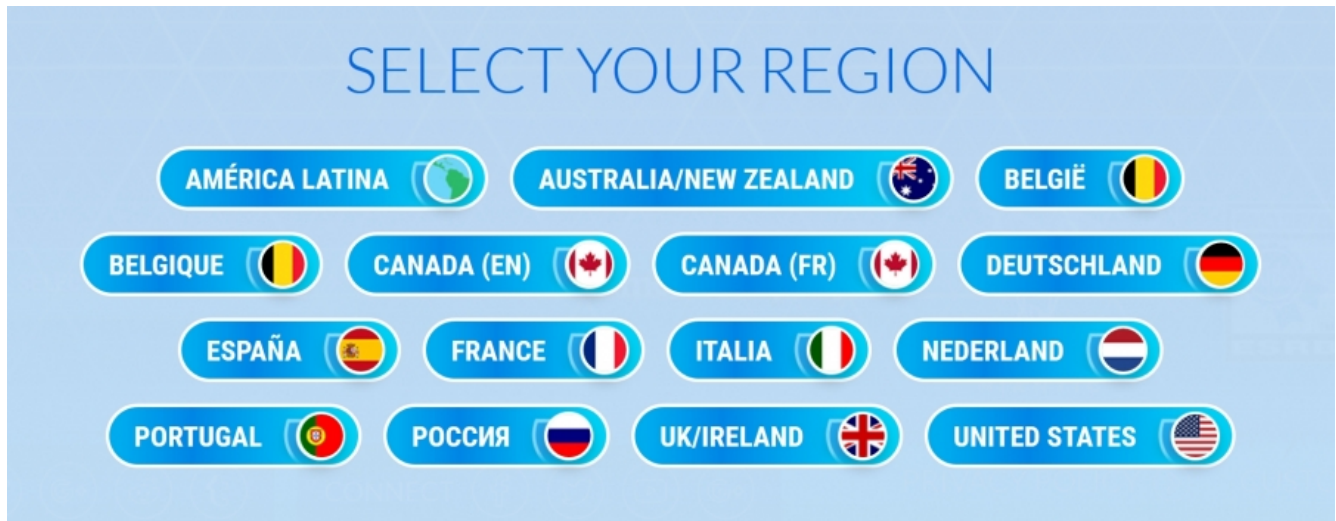 SELECT YOUR REGION
AMÉRICA LATINA AUSTRALIA/NEW ZEALAND BELGIË
BELGIQUE CANADA (EN) CANADA (FR) DEUTSCHLAND
ESPAÑA FRANCE ITALIA NEDERLAND
PORTUGAL РОССИЯ UK/IRELAND UNITED STATES